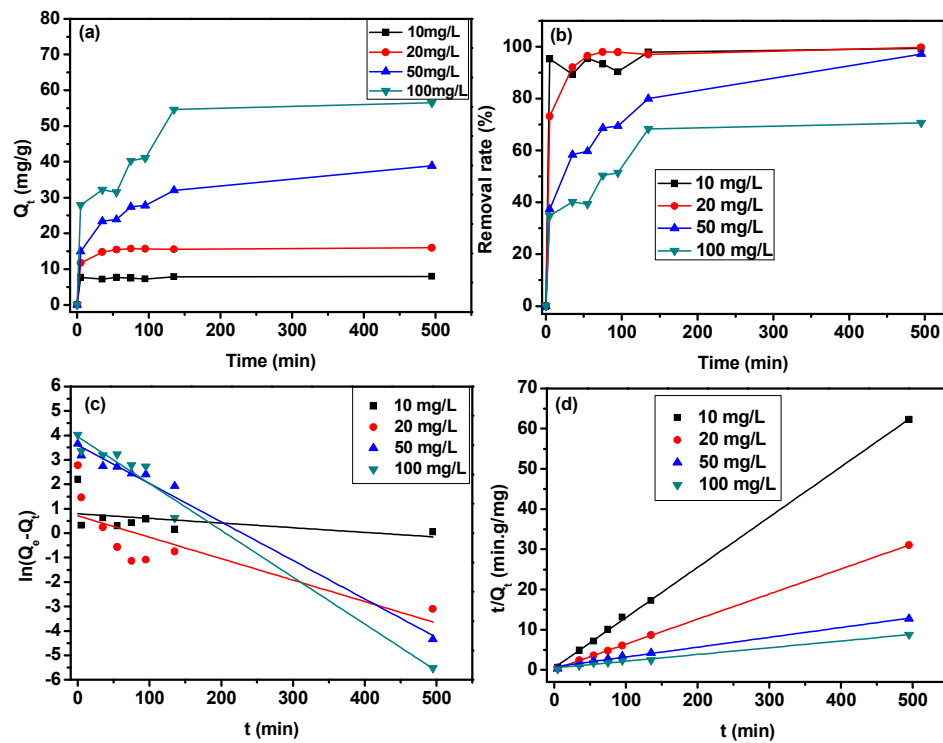 (a)
10mg/L
20mg/L
50mg/L
100mg/L
80
70
60
50
40
30
20
10
0
Qt (mg/g)
0 100 200 300 400 500
Time (min)
(b)
100
80
60
40
20
0
Removal rate (%)
10 mg/L
20 mg/L
50 mg/L
100 mg/L
0 100 200 300 400 500
Time (min)
(c)
10 mg/L
20 mg/L
50 mg/L
100 mg/L
6
5
4
3
2
1
0
-1
-2
-3
-4
-5
-6
ln(Qe-Qt)
0 100 200 300 400 500
t (min)
(d)
10 mg/L
20 mg/L
50 mg/L
100 mg/L
70
60
50
40
30
20
10
0
t/Qt (min.g/mg)
0 100 200 300 400 500
t (min)